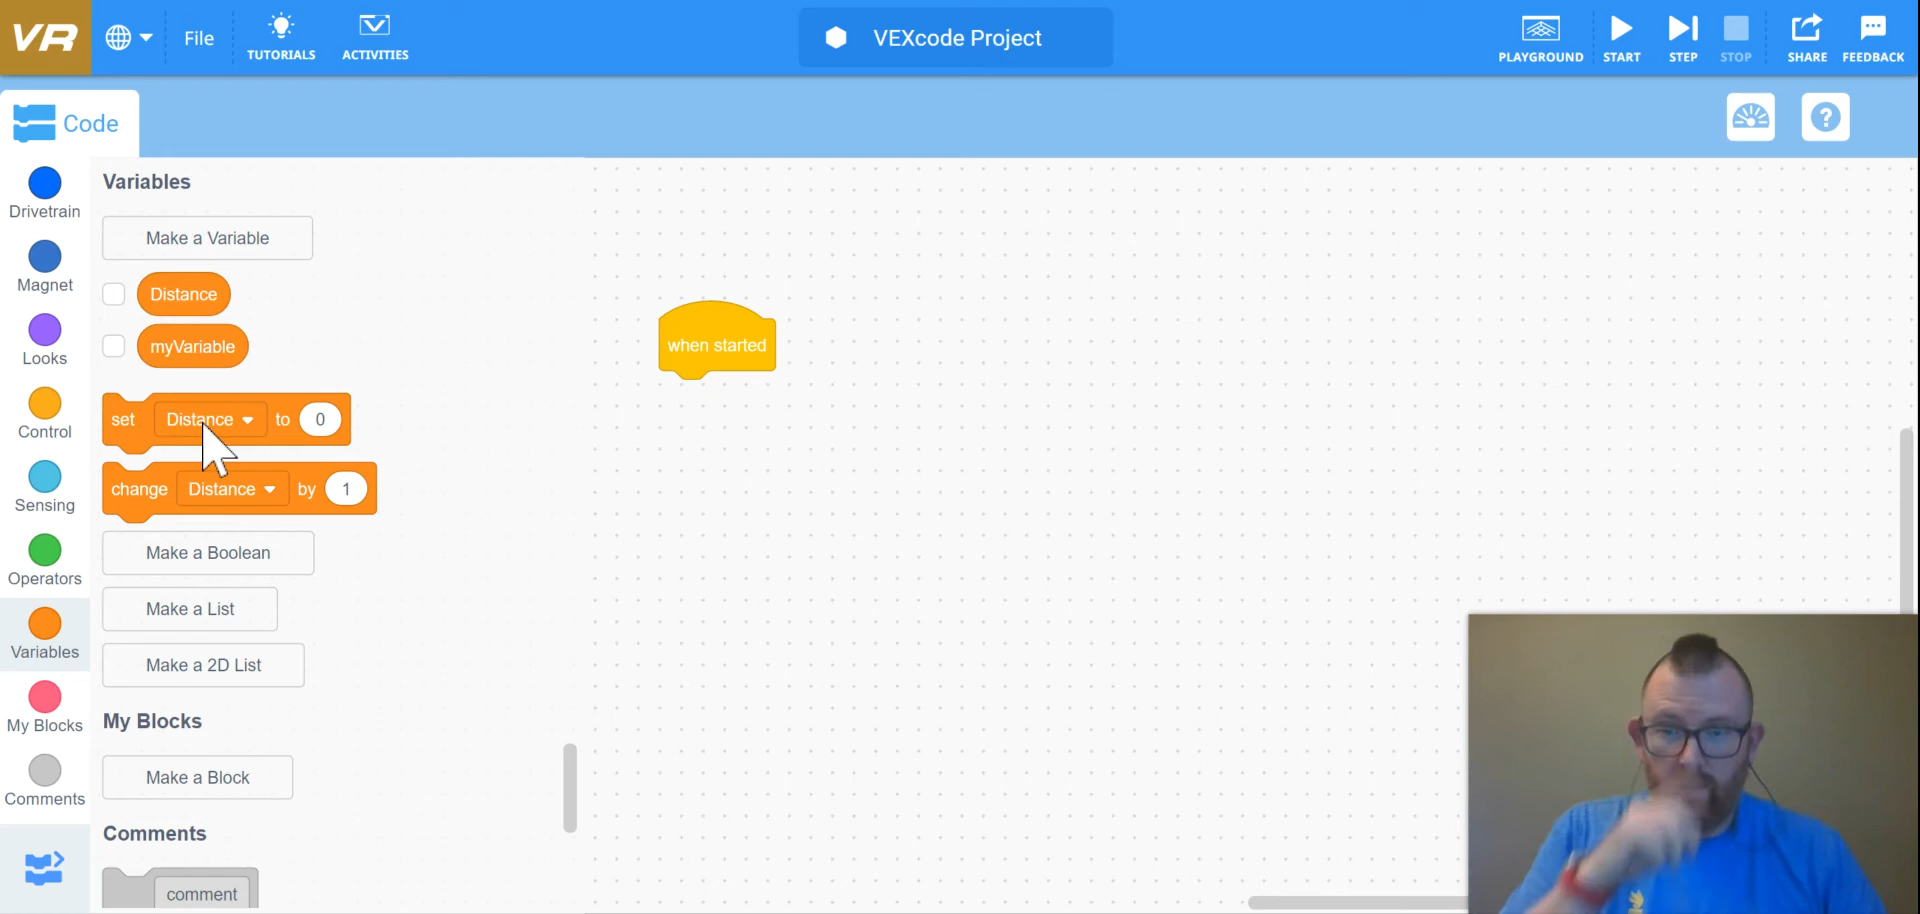 VR
File
TUTORIALS
ACTIVITIES
VEXcode Project
PLAYGROUND
START
STEP
STOP
SHARE
FEEDBACK
Code
?
Drivetrain
Magnet
Looks
Control
Sensing
Operators
Variables
My Blocks
Comments
Variables
Make a Variable
Distance
myVariable
set Distance to 0
change Distance by 1
Make a Boolean
Make a List
Make a 2D List
My Blocks
Make a Block
Comments
comment
when started